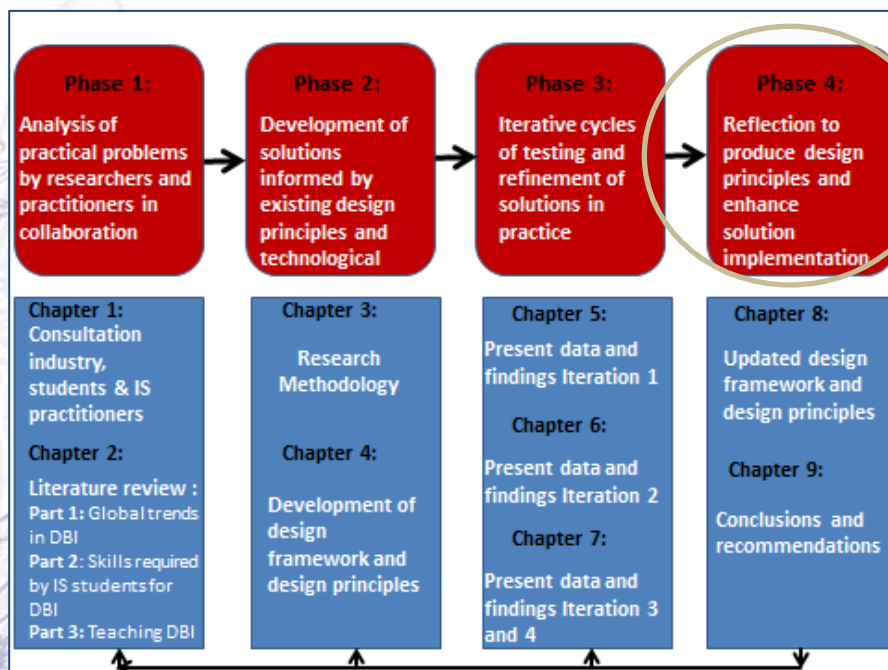 Phase 1:
Analysis of
practical problems
by researchers and
practitioners in
collaboration
Phase 2:
Development of
solutions
informed by
existing design
principles and
technological
Phase 3:
Iterative cycles
of testing and
refinement of
solutions in
practice
Phase 4:
Reflection to
produce design
principles and
enhance
solution
implementation
Chapter 1:
Consultation
industry,
students & IS
practitioners
Chapter 2:
Literature review :
Part 1: Global trends
in DBI
Part 2: Skills required
by IS students for
DBI
Part 3: Teaching DBI
Chapter 3:
Research
Methodology
Chapter 4:
Development of
design
framework and
design principles
Chapter 5:
Present data and
findings Iteration 1
Chapter 6:
Present data and
findings Iteration 2
Chapter 7:
Present data and
findings Iteration 3
and 4
Chapter 8:
Updated design
framework and
design principles
Chapter 9:
Conclusions and
recommendations